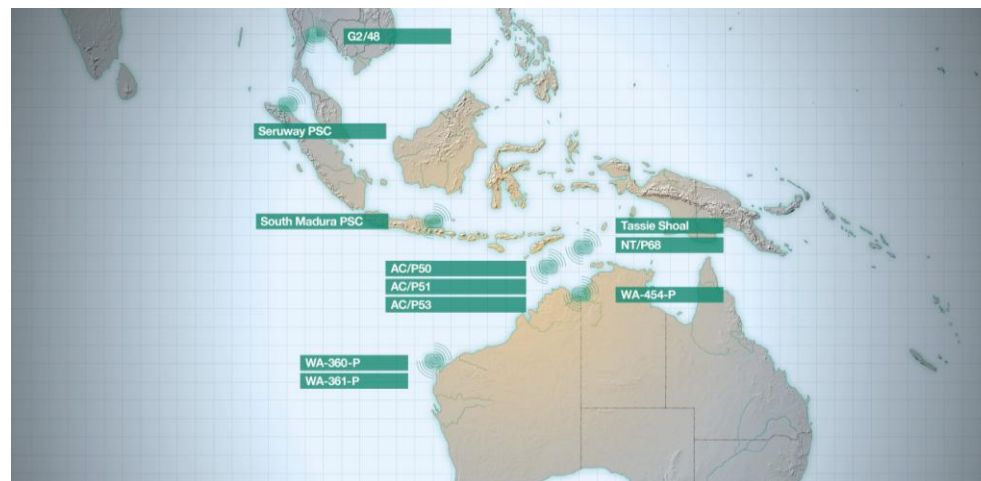 G2/48
Seruway PSC
South Madura PSC
Tassie Shoal
NT/P68
AC/P50
AC/P51
AC/P53
WA-454-P
WA-360-P
WA-361-P